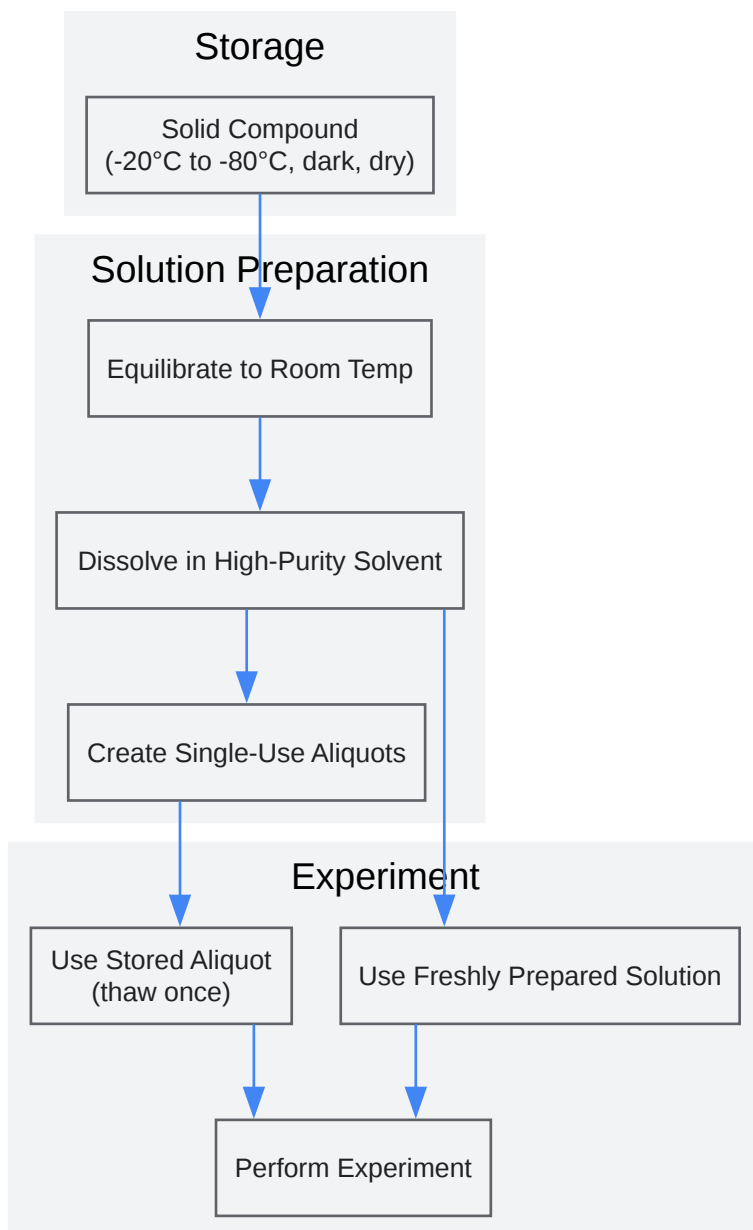 Storage
Solid Compound
(-20°C to -80°C, dark, dry)
Solution Preparation
Equilibrate to Room Temp
Dissolve in High-Purity Solvent
Create Single-Use Aliquots
Experiment
Use Stored Aliquot
(thaw once)
Use Freshly Prepared Solution
Perform Experiment